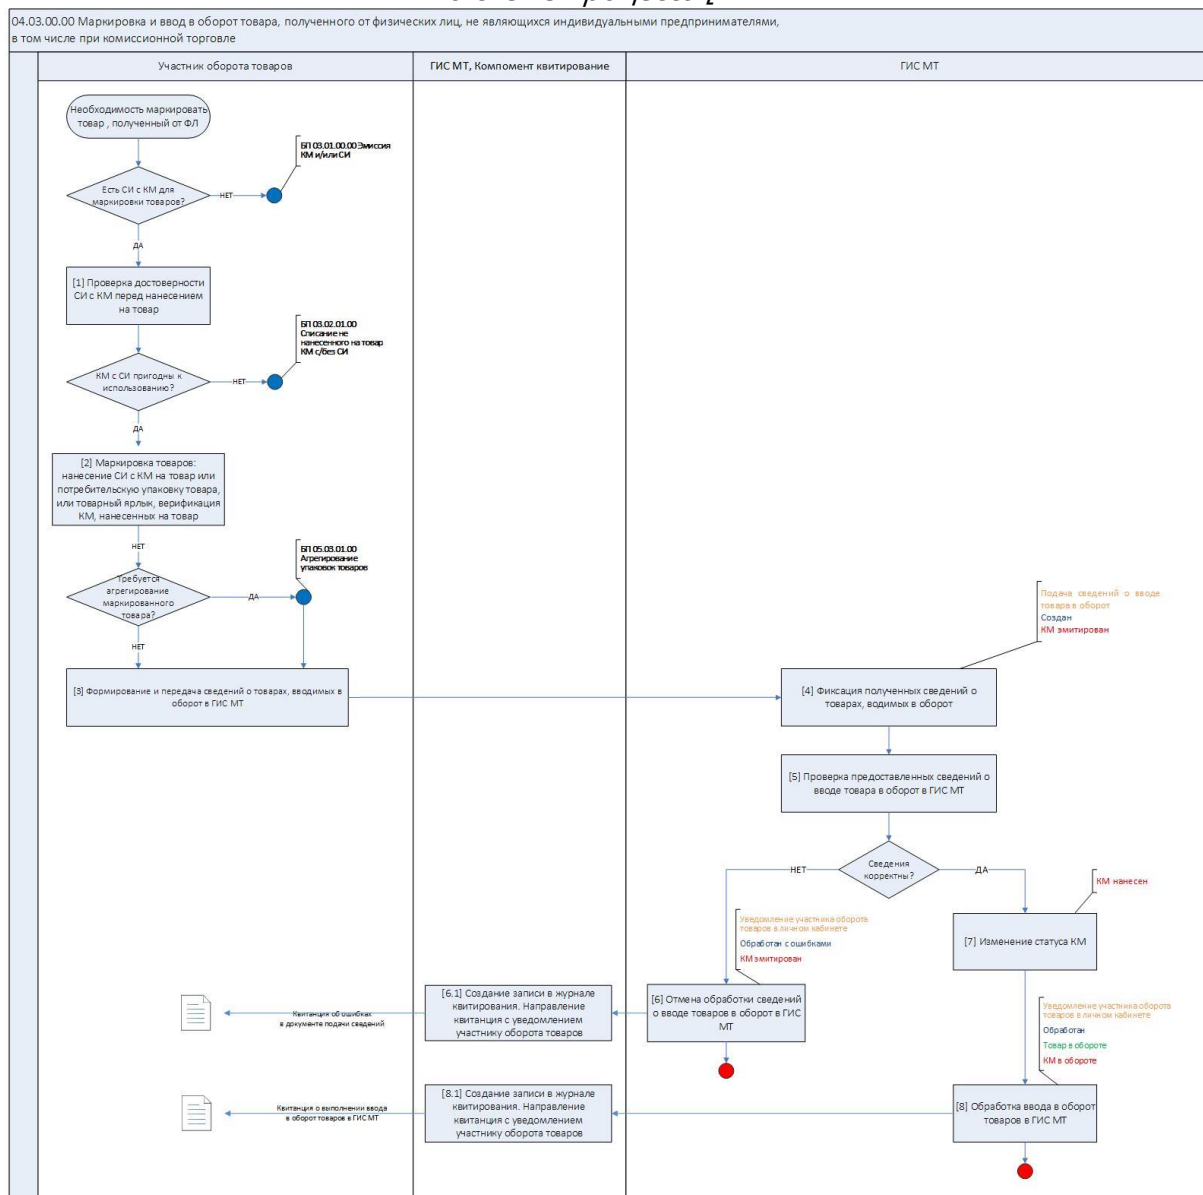 04.03.00.00 Маркировка и ввод в оборот товара, полученного от физических лиц, не являющихся индивидуальными предпринимателями,
в том числе при комиссионной торговле
Участник оборота товаров
ГИС МТ, Компомент квитирование
ГИС МТ
Необходимость маркировать
товар , полученный от ФЛ
БП 03.01.00.00 Эмиссия
КМ и/или СИ
Есть СИ с КМ для
маркировки товаров?
НЕТ
ДА
[1] Проверка достоверности
СИ с КМ перед нанесением
на товар
БП 03.02.01.00
Списание не
нанесенного на товар
КМ с/без СИ
КМ с СИ пригодны к
использованию?
НЕТ
ДА
[2] Маркировка товаров:
нанесение СИ с КМ на товар или
потребительскую упаковку товара,
или товарный ярлык, верификация
КМ, нанесенных на товар
НЕТ
БП 05.03.01.00
Агрегирование
упаковок товаров
Требуется
агрегирование
маркированного
товара?
ДА
НЕТ
Подача сведений о вводе
товара в оборот
Создан
КМ эмитирован
[3] Формирование и передача сведений о товарах, вводимых в
оборот в ГИС МТ
[4] Фиксация полученных сведений о
товарах, водимых в оборот
[5] Проверка предоставленных сведений о
вводе товара в оборот в ГИС МТ
Сведения
корректны?
НЕТ
ДА
КМ нанесен
Уведомление участника оборота
товаров в личном кабинете
Обработан с ошибками
КМ эмитирован
[7] Изменение статуса КМ
[6] Отмена обработки сведений
о вводе товаров в оборот в ГИС
МТ
[6.1] Создание записи в журнале
квитирования. Направление
квитанция с уведомлением
участнику оборота товаров
Квитанция об ошибках
в документе подачи сведений
Уведомление участника оборота
товаров в личном кабинете
Обработан
Товар в обороте
КМ в обороте
[8] Обработка ввода в оборот
товаров в ГИС МТ
[8.1] Создание записи в журнале
квитирования. Направление
квитанция с уведомлением
участнику оборота товаров
Квитанция о выполнении ввода
в оборот товаров в ГИС МТ